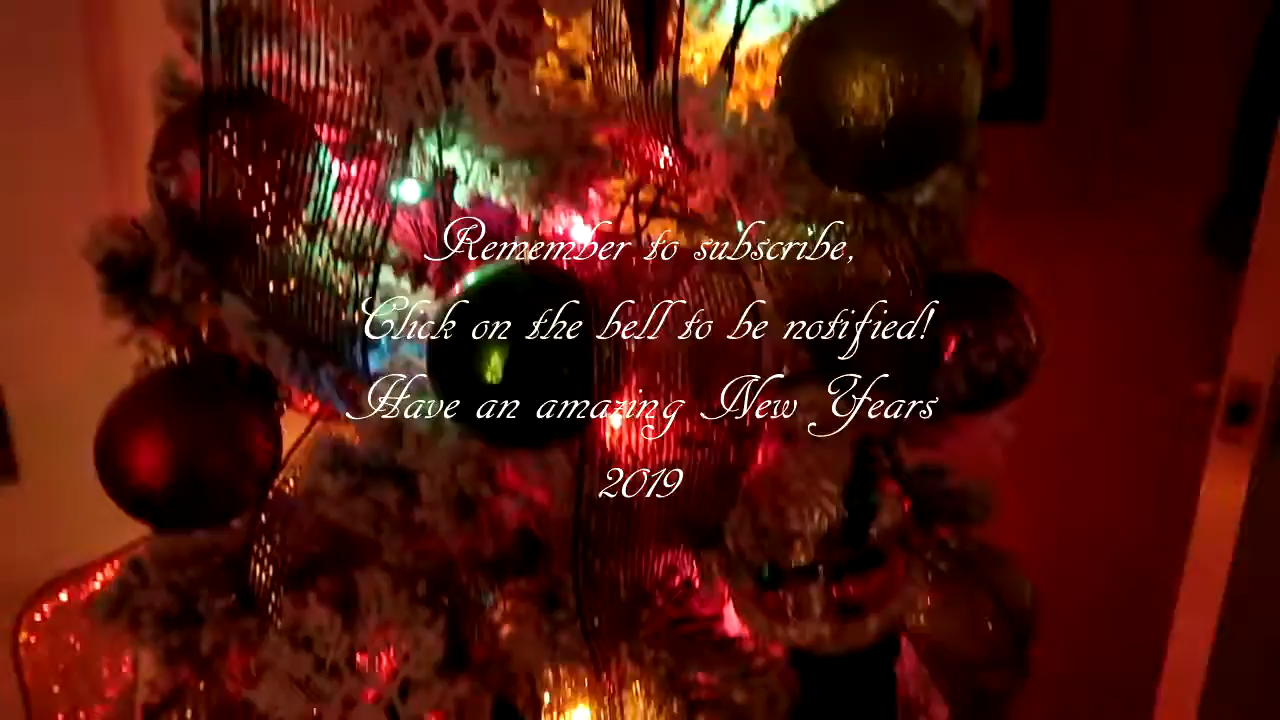 Remember to subscribe,
Click on the bell to be notified!
Have an amazing New Years
2019